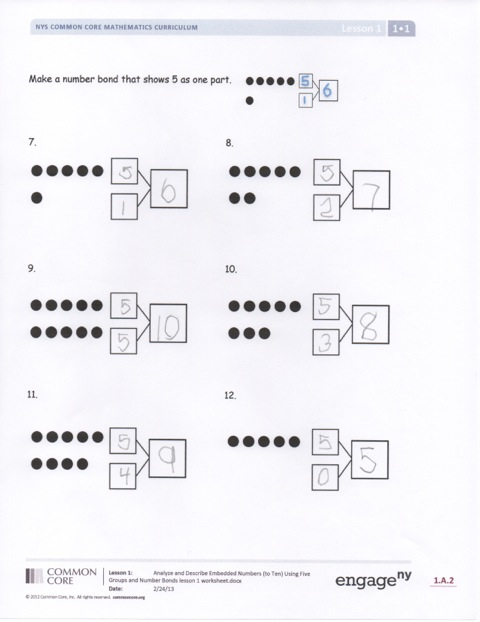 NYS COMMON CORE MATHEMATICS CURRICULUM Lesson 1 1•1
Make a number bond that shows 5 as one part. 5
1 6
7. 8.
5 5
6 7
1 2
9. 10.
5 5
10 8
5 3
11. 12.
5 5
9 5
4 0
COMMON CORE
Lesson 1: Analyze and Describe Embedded Numbers (to Ten) Using Five
Groups and Number Bonds lesson 1 worksheet.docx
Date: 2/24/13
engage ny
1.A.2
© 2012 Common Core, Inc. All rights reserved. commoncore.org